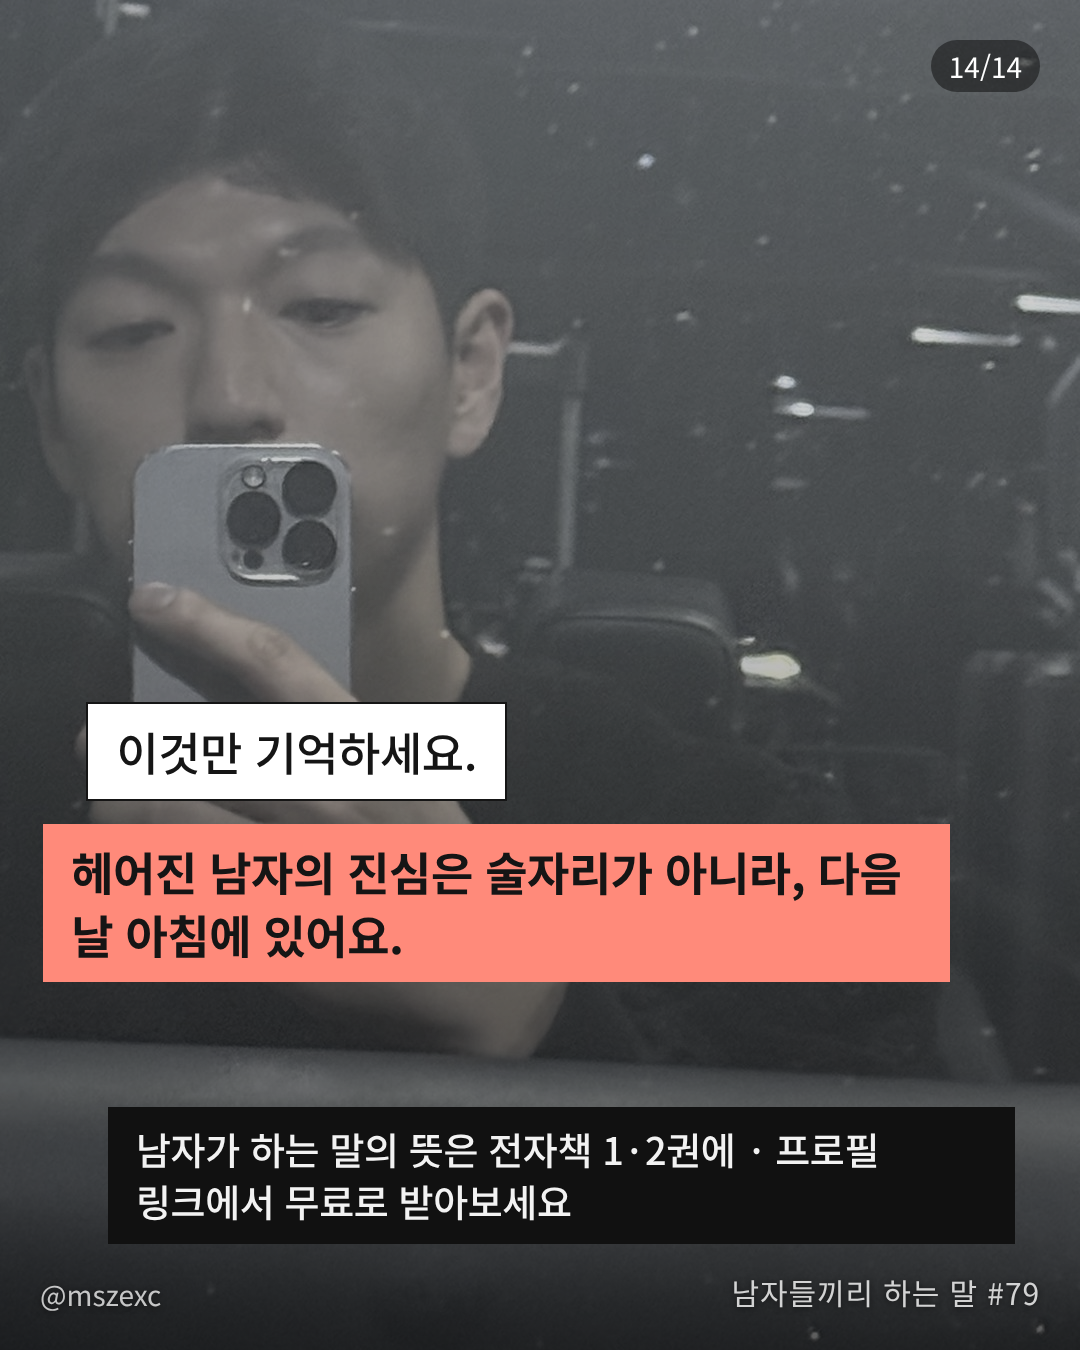 14/14
이것만 기억하세요.
헤어진 남자의 진심은 술자리가 아니라, 다음
날 아침에 있어요.
남자가 하는 말의 뜻은 전자책 1·2권에 · 프로필
링크에서 무료로 받아보세요
@mszexc
남자들끼리 하는 말 #79